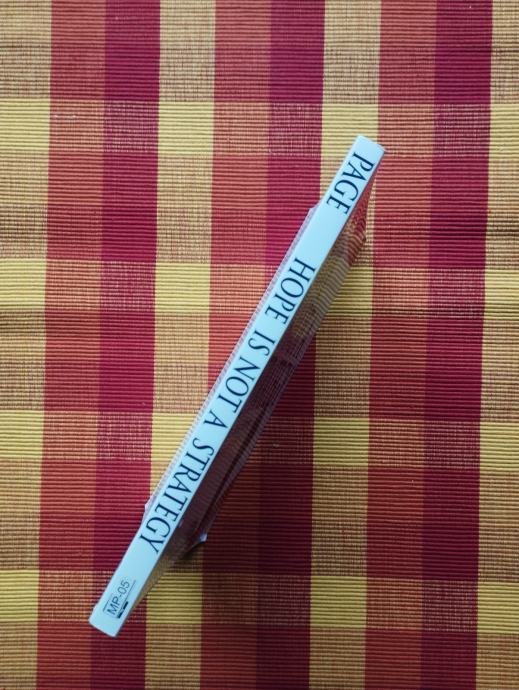 PAGE HOPE IS NOT A STRATEGY
MP-05